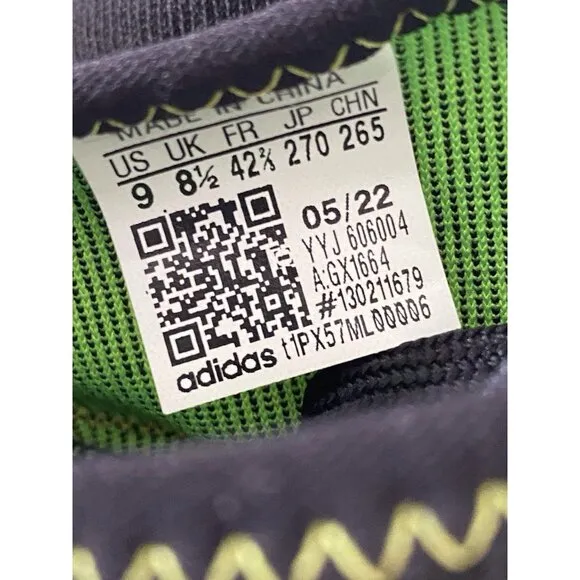 MADE IN CHINA
US UK FR JP CHN
9 8½ 42⅔ 270 265
05/22
YYJ 606004
A:GX1664
#130211679
adidas t1PX57ML00006